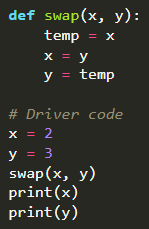 def swap(x, y):
    temp = x
    x = y
    y = temp

# Driver code
x = 2
y = 3
swap(x, y)
print(x)
print(y)